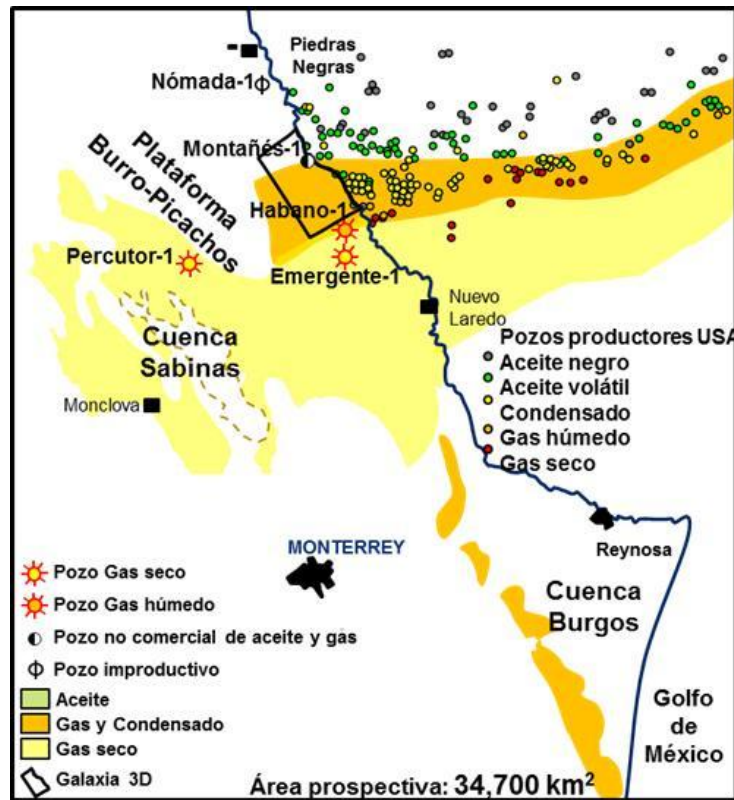 Piedras
Negras
Nómada-1
Montañés-1
Plataforma
Burro-Picachos
Habano-1
Percutor-1
Emergente-1
Nuevo
Laredo
Cuenca
Sabinas
Monclova
Pozos productores USA
Aceite negro
Aceite volátil
Condensado
Gas húmedo
Gas seco
MONTERREY
Reynosa
Cuenca
Burgos
Golfo
de
México
Pozo Gas seco
Pozo Gas húmedo
Pozo no comercial de aceite y gas
Pozo improductivo
Aceite
Gas y Condensado
Gas seco
Galaxia 3D
Área prospectiva: 34,700 km²